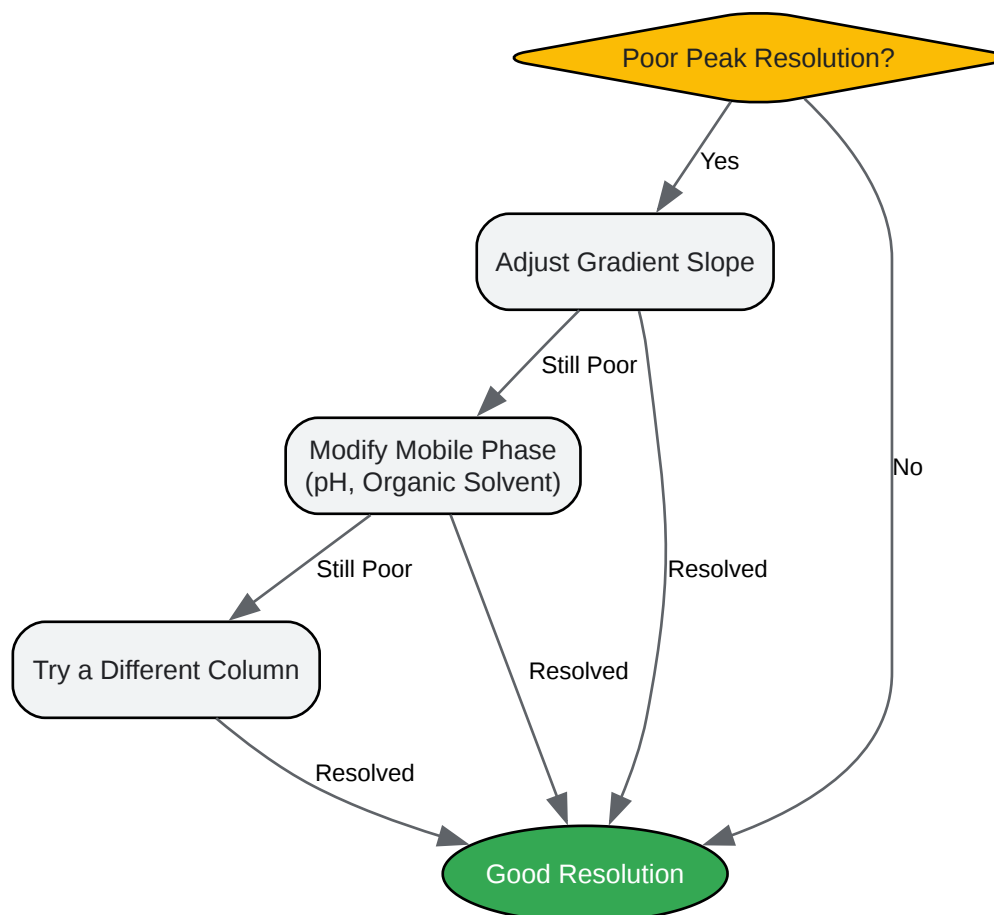 Poor Peak Resolution?
Yes
Adjust Gradient Slope
Still Poor
Modify Mobile Phase
(pH, Organic Solvent)
No
Still Poor
Resolved
Try a Different Column
Resolved
Resolved
Good Resolution